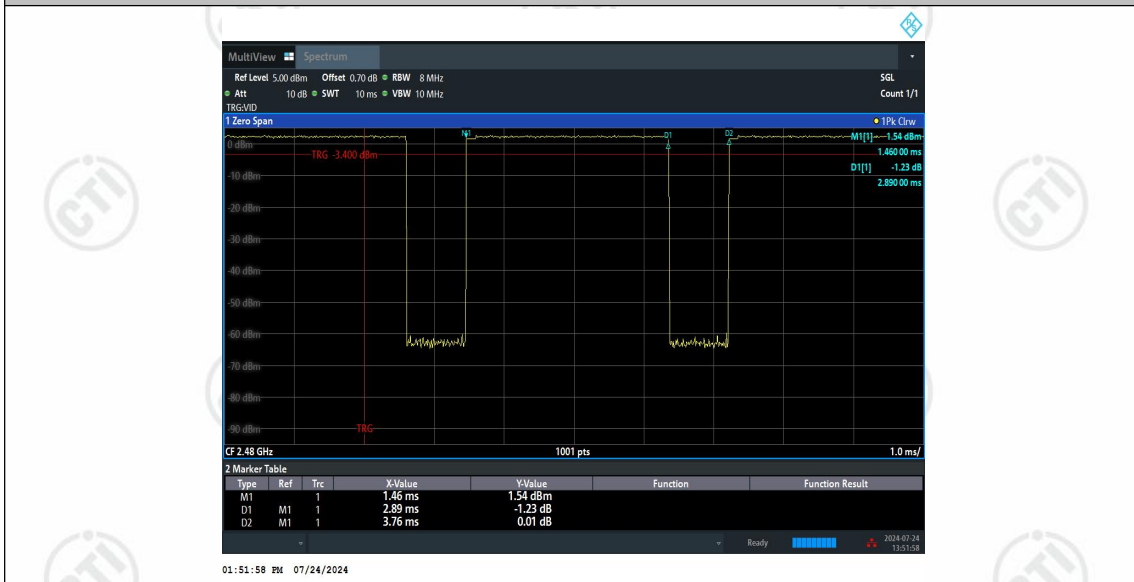 R&S
MultiView Spectrum
Ref Level 5.00 dBm Offset 0.70 dB RBW 8 MHz SGL
Att 10 dB SWT 10 ms VBW 10 MHz Count 1/1
TRG:VID
1 Zero Span 1Pk Clrw
M1 D1 D2 M1[1] 1.54 dBm
0 dBm 1.460 00 ms
TRG -3.400 dBm
D1[1] -1.23 dB
-10 dBm 2.890 00 ms
-20 dBm
-30 dBm
-40 dBm
-50 dBm
-60 dBm
-70 dBm
-80 dBm
-90 dBm TRG
CF 2.48 GHz 1001 pts 1.0 ms/
2 Marker Table
Type Ref Trc X-Value Y-Value Function Function Result
M1 1 1.46 ms 1.54 dBm
D1 M1 1 2.89 ms -1.23 dB
D2 M1 1 3.76 ms 0.01 dB
Ready 2024-07-24
13:51:58
01:51:58 PM 07/24/2024
CTI
CTI
CTI
CTI